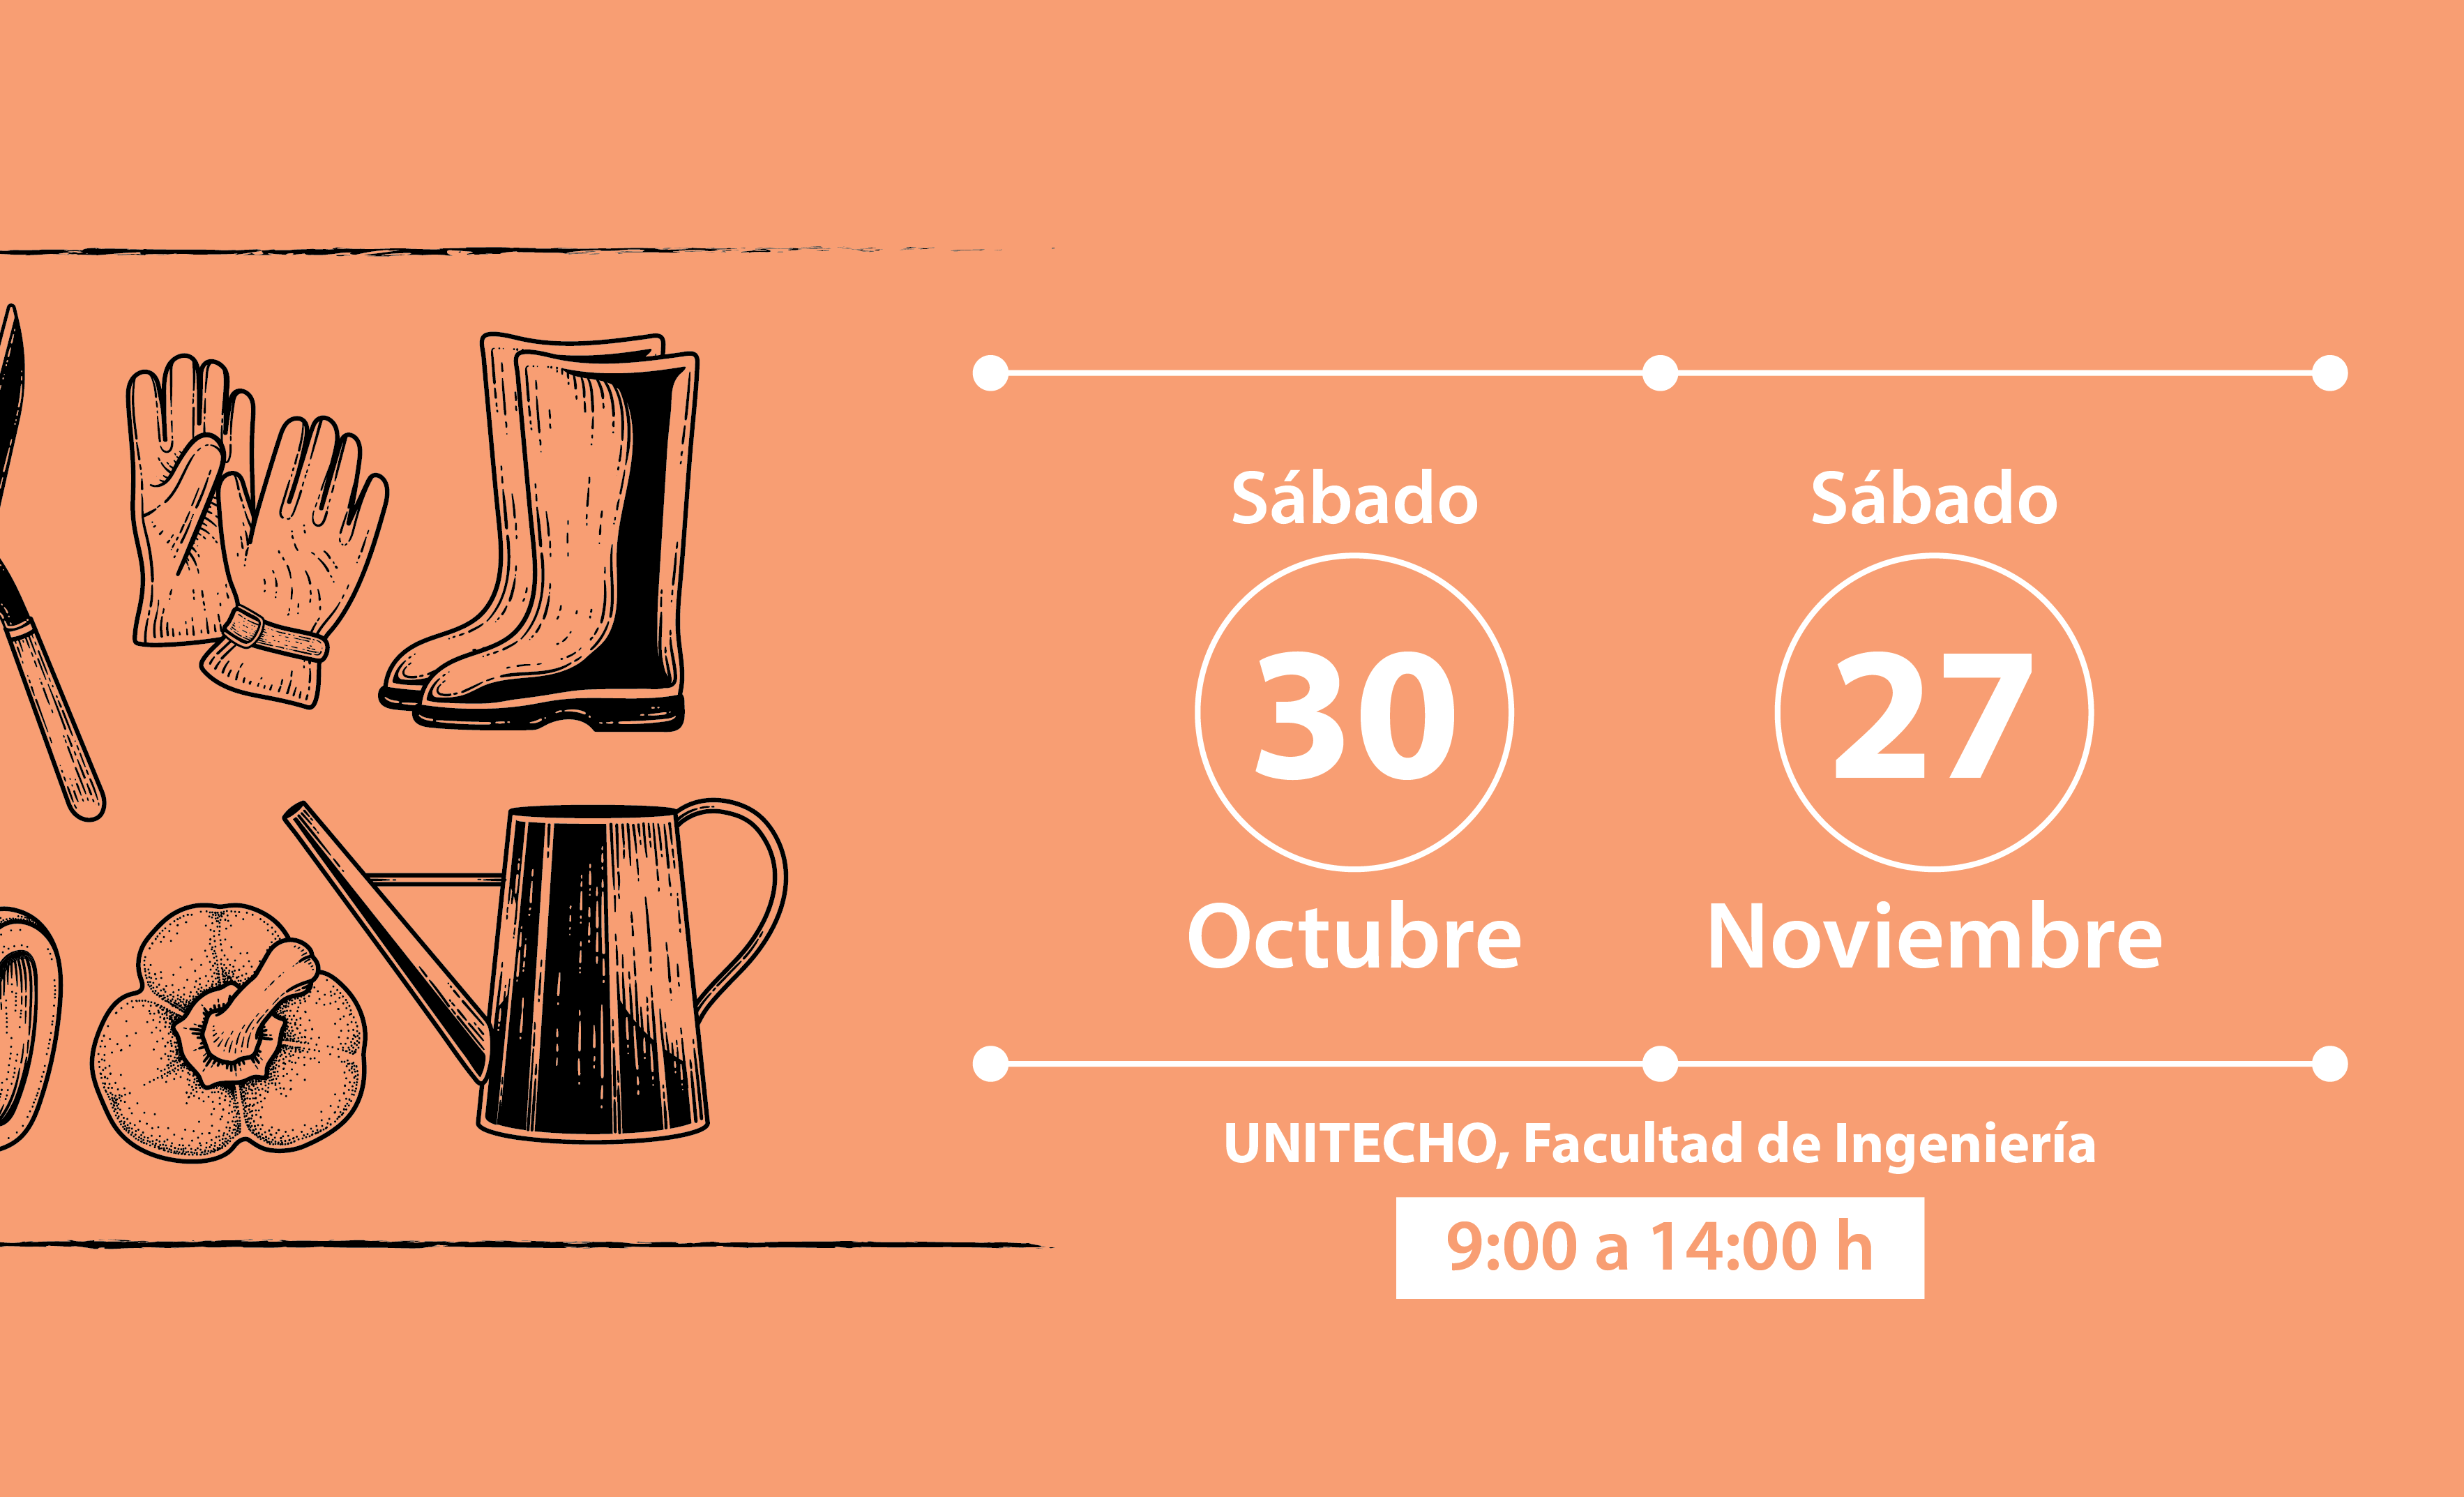 Sábado
30
Octubre
Sábado
27
Noviembre
UNITECHO, Facultad de Ingeniería
9:00 a 14:00 h